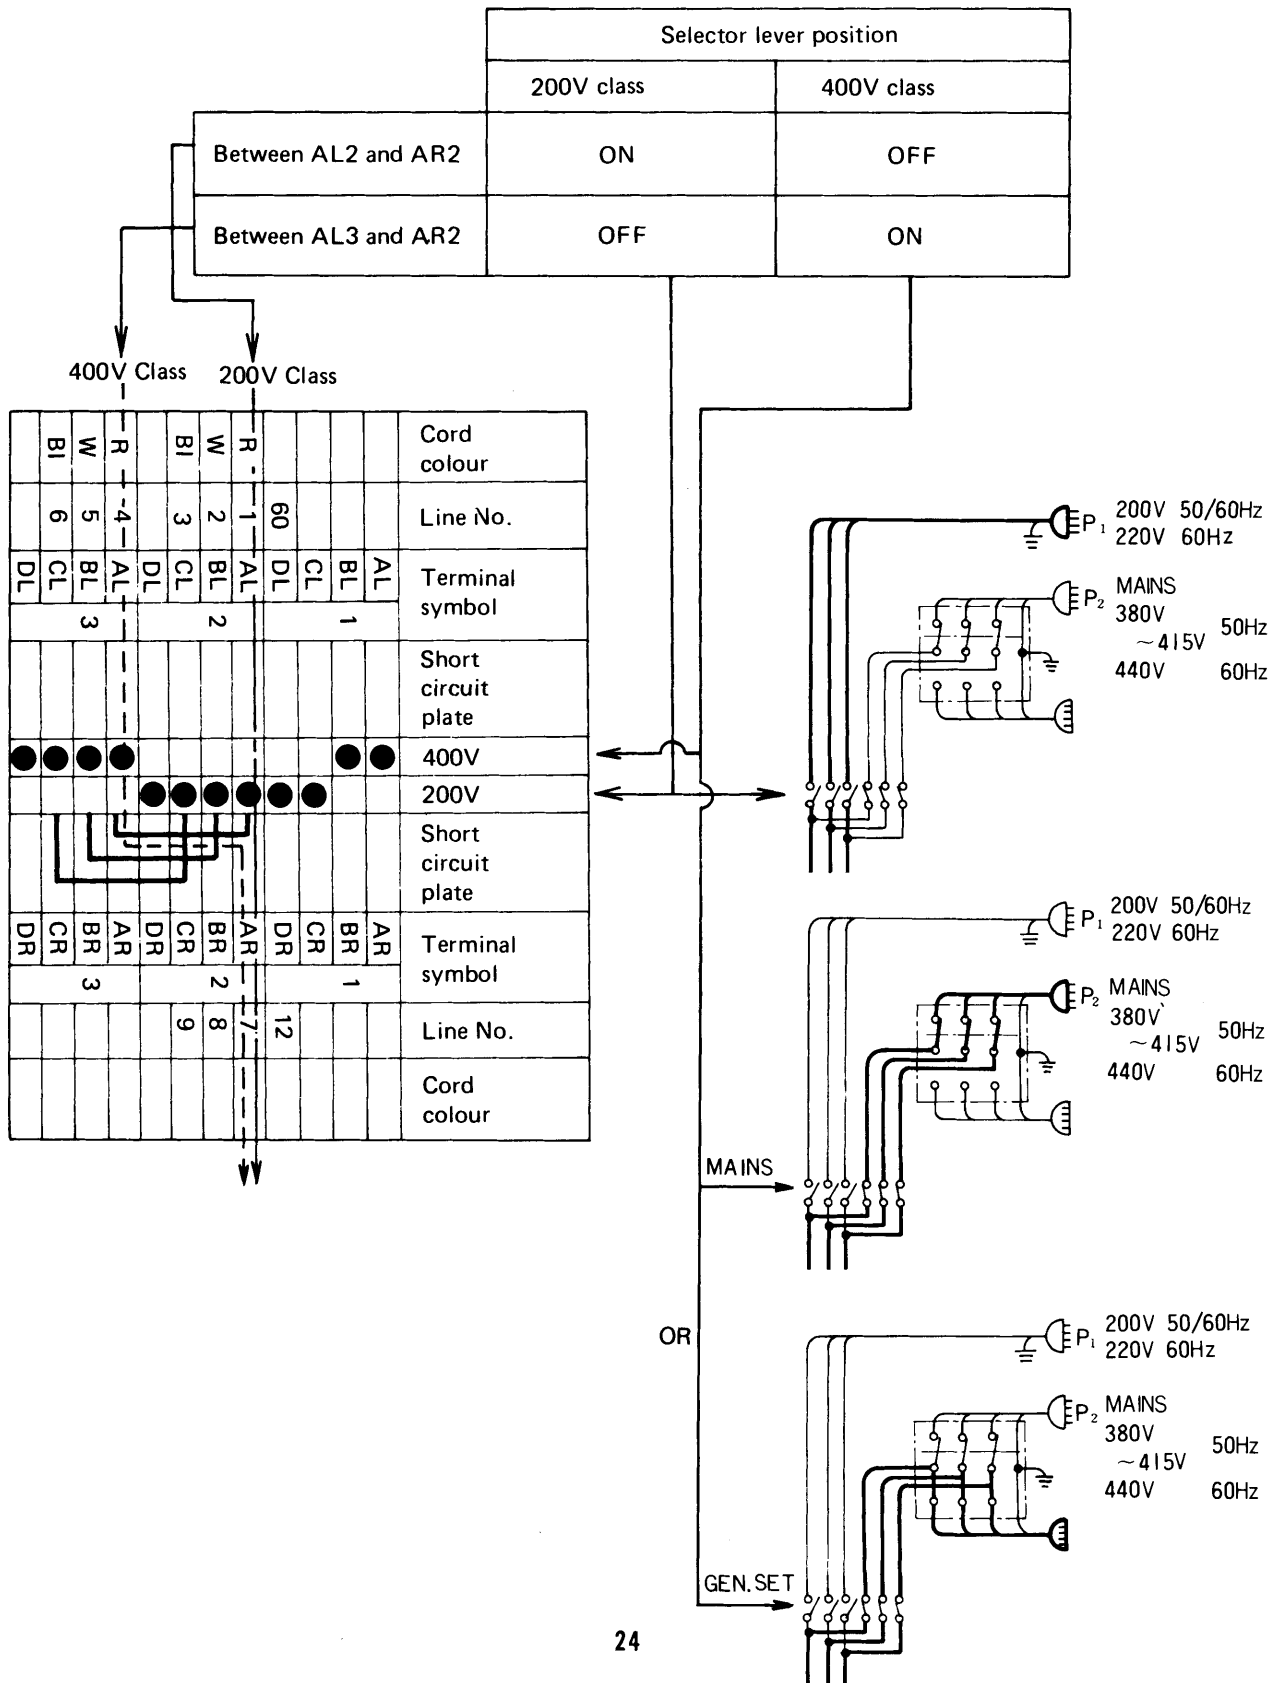 Selector lever position
200V class 400V class
Between AL2 and AR2 ON OFF
Between AL3 and AR2 OFF ON
400V Class 200V Class
BI W R BI W R Cord
colour
6 5 4 3 2 1 60 Line No.
DL CL BL AL DL CL BL AL DL CL BL AL Terminal
symbol
3 2 1
Short
circuit
plate
400V
200V
Short
circuit
plate
DR CR BR AR DR CR BR AR DR CR BR AR Terminal
symbol
3 2 1
9 8 7 12 Line No.
Cord
colour
P1 200V 50/60Hz
220V 60Hz
P2 MAINS
380V
~415V 50Hz
440V 60Hz
P1 200V 50/60Hz
220V 60Hz
P2 MAINS
380V
~415V 50Hz
440V 60Hz
MAINS
OR
P1 200V 50/60Hz
220V 60Hz
P2 MAINS
380V
~415V 50Hz
440V 60Hz
GEN.SET
24